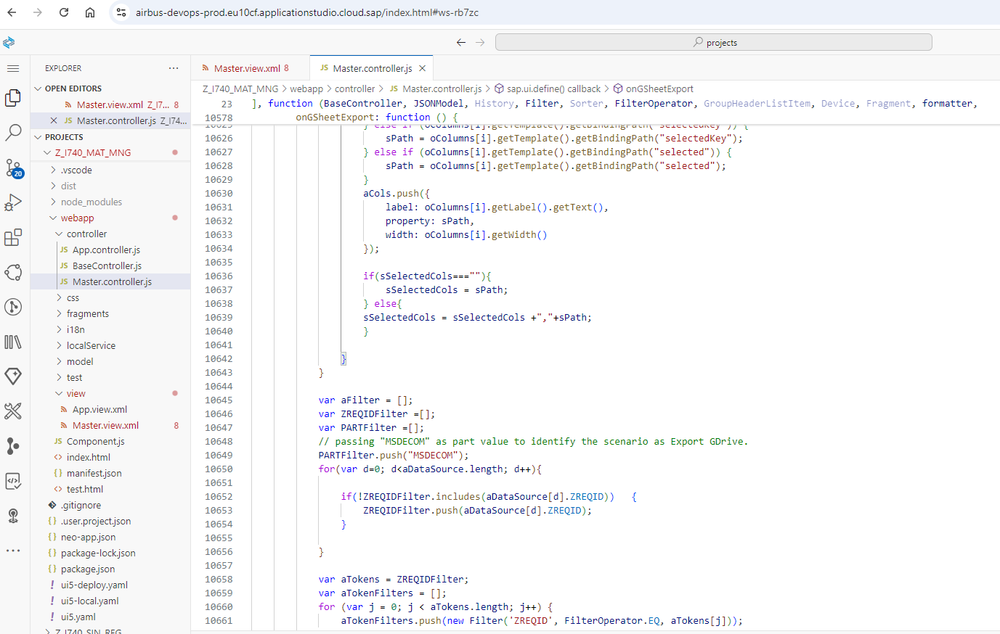 airbus-devops-prod.eu10cf.applicationstudio.cloud.sap/index.html#ws-rb7zc
projects
EXPLORER
OPEN EDITORS
Master.view.xml Z_I7... 8
Master.controller.js Z_I74...
PROJECTS
Z_I740_MAT_MNG
.vscode
dist
node_modules
webapp
controller
App.controller.js
BaseController.js
Master.controller.js
css
fragments
i18n
localService
model
test
view
App.view.xml
Master.view.xml 8
Component.js
index.html
manifest.json
test.html
.gitignore
.user.project.json
neo-app.json
package-lock.json
package.json
ui5-deploy.yaml
ui5-local.yaml
ui5.yaml
Z_I740_SIN_REG
20
Master.view.xml 8
JS Master.controller.js
Z_I740_MAT_MNG > webapp > controller > JS Master.controller.js > sap.ui.define() callback > onGSheetExport
23 ], function (BaseController, JSONModel, History, Filter, Sorter, FilterOperator, GroupHeaderListItem, Device, Fragment, formatter,
10578 onGSheetExport: function () {
10625 } else if (oColumns[i].getTemplate().getBindingPath("selectedKey")) {
10626 sPath = oColumns[i].getTemplate().getBindingPath("selectedKey");
10627 } else if (oColumns[i].getTemplate().getBindingPath("selected")) {
10628 sPath = oColumns[i].getTemplate().getBindingPath("selected");
10629 }
10630 aCols.push({
10631 label: oColumns[i].getLabel().getText(),
10632 property: sPath,
10633 width: oColumns[i].getWidth()
10634 });
10635
10636 if(sSelectedCols===""){
10637 sSelectedCols = sPath;
10638 } else{
10639 sSelectedCols = sSelectedCols +","+sPath;
10640 }
10641
10642 }
10643 }
10644
10645 var aFilter = [];
10646 var ZREQIDFilter =[];
10647 var PARTFilter =[];
10648 // passing "MSDECOM" as part value to identify the scenario as Export GDrive.
10649 PARTFilter.push("MSDECOM");
10650 for(var d=0; d<aDataSource.length; d++){
10651
10652 if(!ZREQIDFilter.includes(aDataSource[d].ZREQID)) {
10653 ZREQIDFilter.push(aDataSource[d].ZREQID);
10654 }
10655
10656 }
10657
10658 var aTokens = ZREQIDFilter;
10659 var aTokenFilters = [];
10660 for (var j = 0; j < aTokens.length; j++) {
10661 aTokenFilters.push(new Filter('ZREQID', FilterOperator.EQ, aTokens[j]));